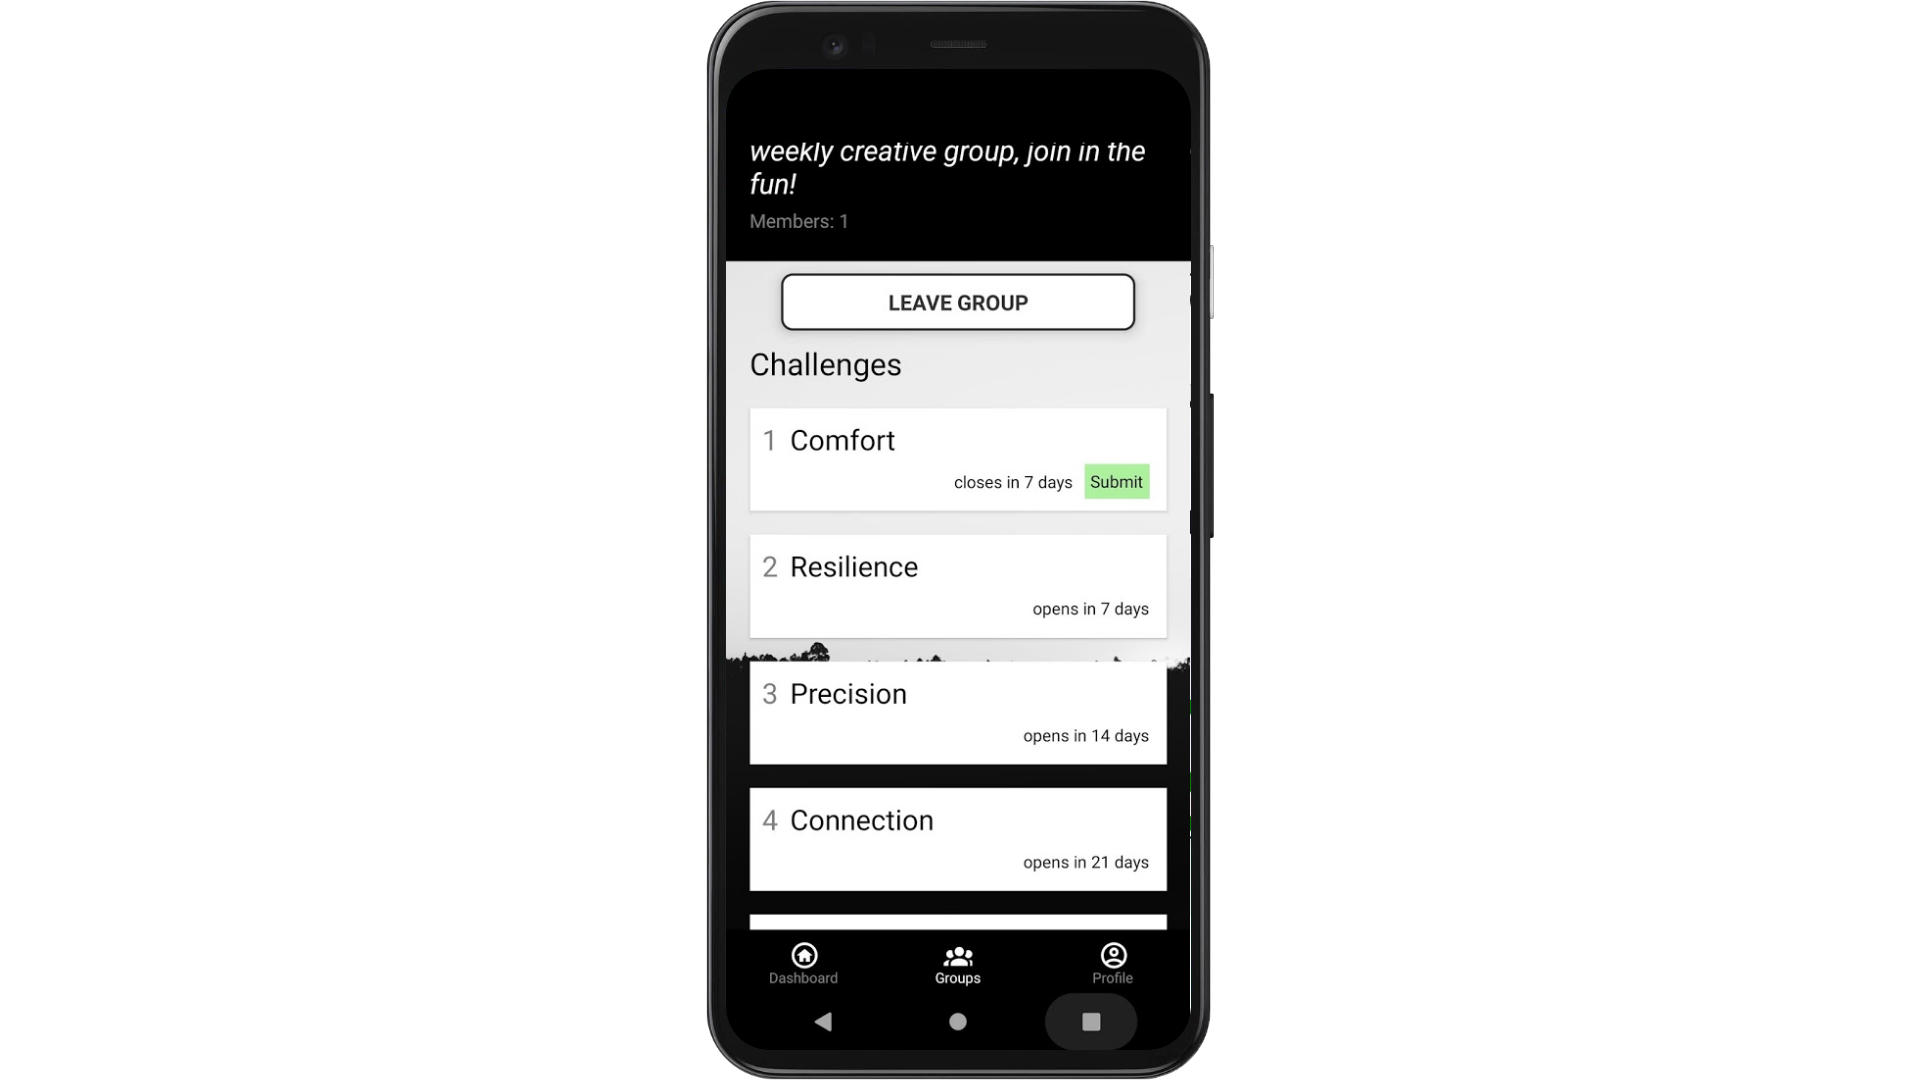 weekly creative group, join in the
fun!
Members: 1
LEAVE GROUP
Challenges
1 Comfort
closes in 7 days Submit
2 Resilience
opens in 7 days
3 Precision
opens in 14 days
4 Connection
opens in 21 days
Dashboard Groups Profile